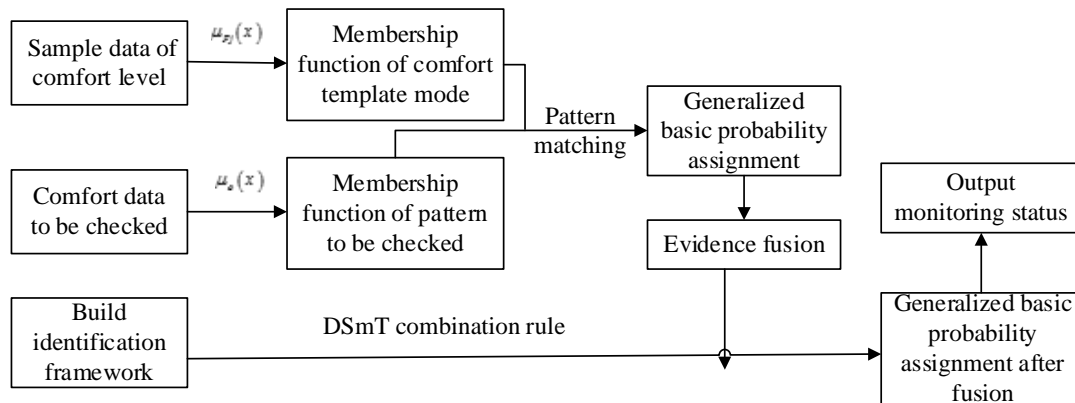 Sample data of
comfort level
Membership
function of comfort
template mode
Pattern
matching
Generalized
basic probability
assignment
Comfort data
to be checked
Membership
function of pattern
to be checked
Evidence fusion
Output
monitoring status
Build
identification
framework
DSmT combination rule
Generalized basic
probability
assignment after
fusion